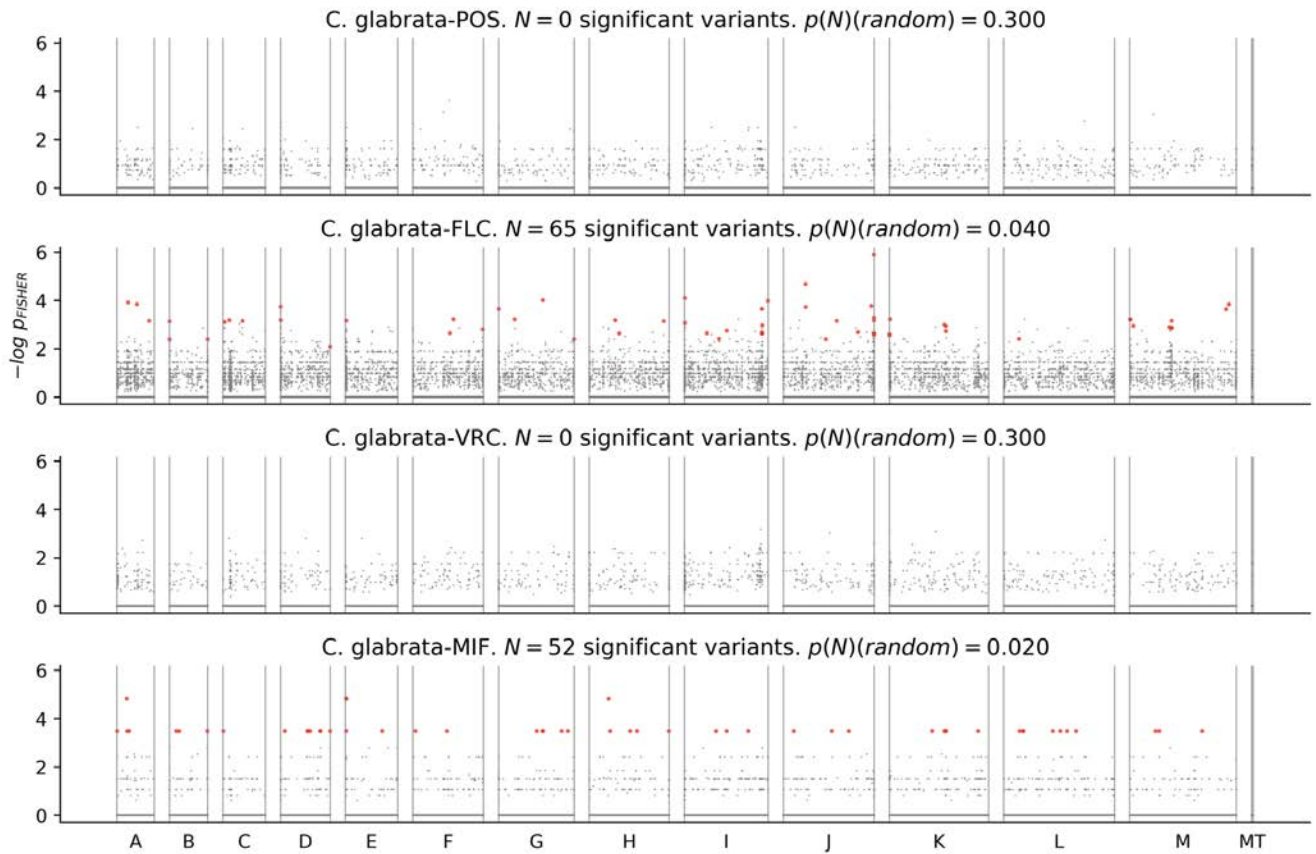 C. glabrata-POS. N = 0 significant variants. p(N)(random) = 0.300
6
4
2
0
C. glabrata-FLC. N = 65 significant variants. p(N)(random) = 0.040
6
4
2
0
−log p_FISHER
C. glabrata-VRC. N = 0 significant variants. p(N)(random) = 0.300
6
4
2
0
C. glabrata-MIF. N = 52 significant variants. p(N)(random) = 0.020
6
4
2
0
A B C D E F G H I J K L M MT